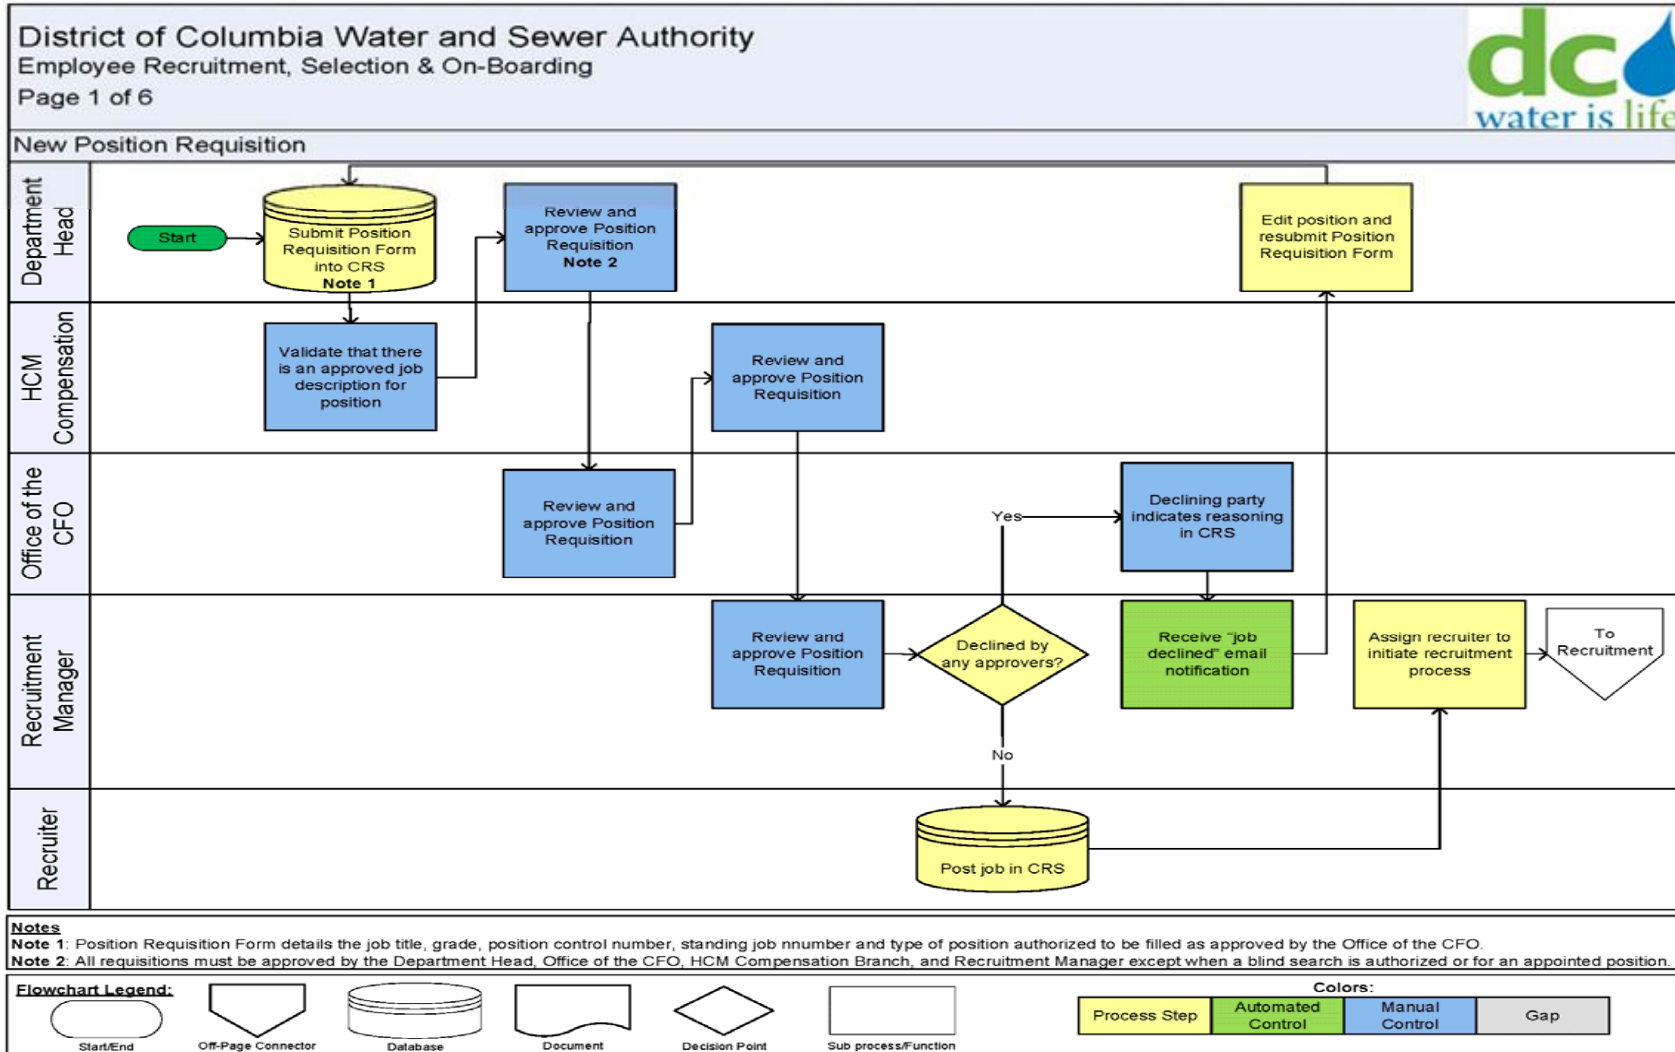 District of Columbia Water and Sewer Authority
Employee Recruitment, Selection & On-Boarding
Page 1 of 6
dc
water is life
New Position Requisition
Department
Head
Start
Submit Position
Requisition Form
into CRS
Note 1
Review and
approve Position
Requisition
Note 2
Edit position and
resubmit Position
Requisition Form
HCM
Compensation
Validate that there
is an approved job
description for
position
Review and
approve Position
Requisition
Office of the
CFO
Review and
approve Position
Requisition
Yes
Declining party
indicates reasoning
in CRS
Recruitment
Manager
Review and
approve Position
Requisition
Declined by
any approvers?
Receive "job
declined" email
notification
Assign recruiter to
initiate recruitment
process
To
Recruitment
No
Recruiter
Post job in CRS
Notes
Note 1: Position Requisition Form details the job title, grade, position control number, standing job nnumber and type of position authorized to be filled as approved by the Office of the CFO.
Note 2: All requisitions must be approved by the Department Head, Office of the CFO, HCM Compensation Branch, and Recruitment Manager except when a blind search is authorized or for an appointed position.
Flowchart Legend:
Start/End
Off-Page Connector
Database
Document
Decision Point
Sub process/Function
Colors:
Process Step
Automated
Control
Manual
Control
Gap